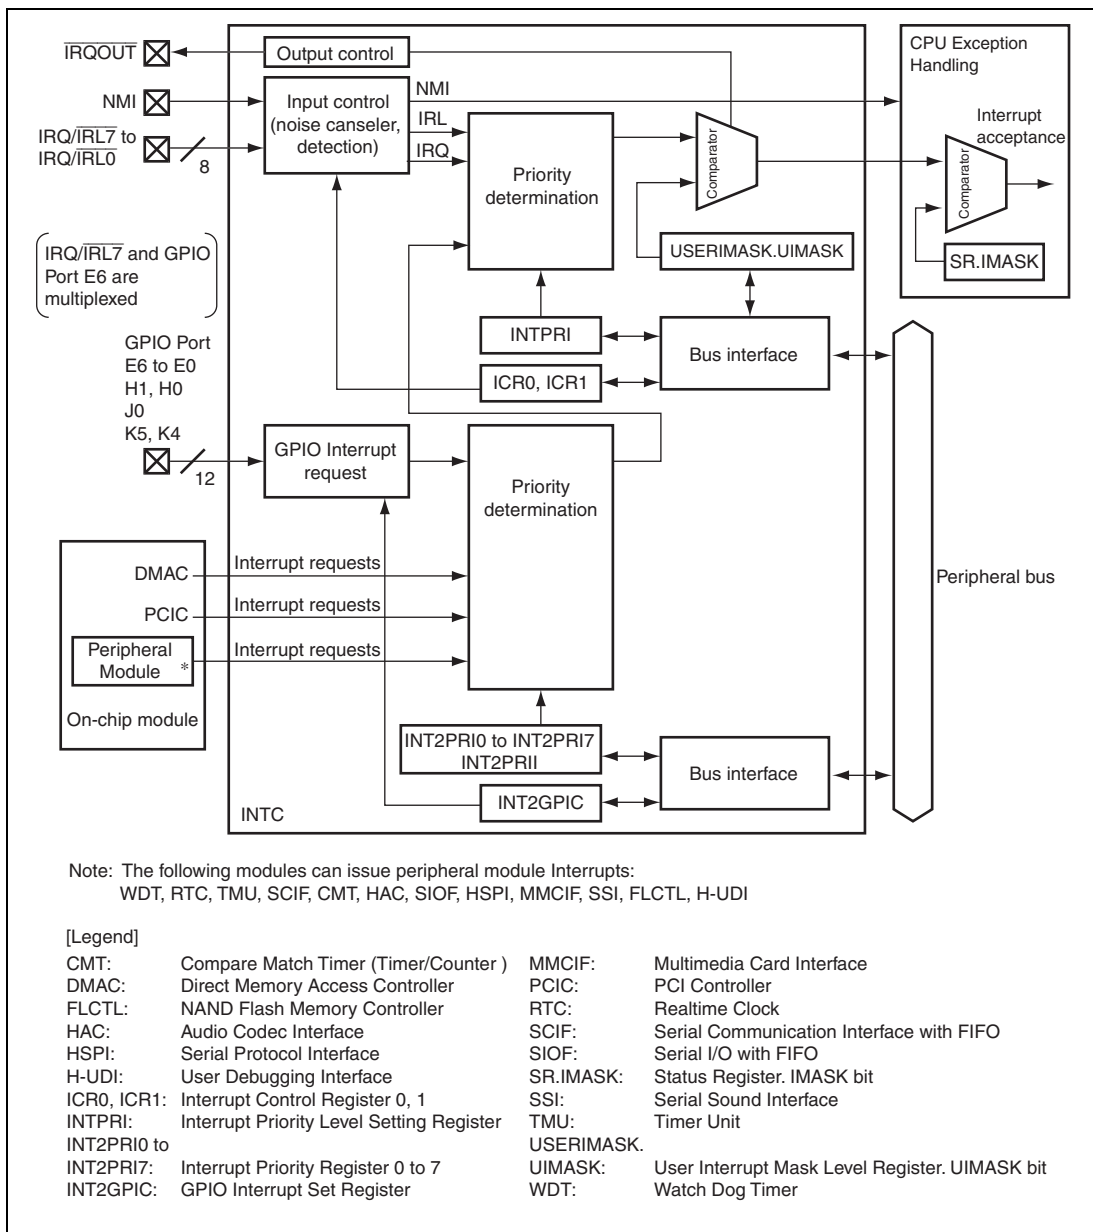 IRQOUT
Output control
CPU Exception
Handling
NMI
Input control
(noise canseler,
detection)
NMI
IRL
IRQ
Interrupt
acceptance
IRQ/IRL7 to
IRQ/IRL0
8
Priority
determination
Comparator
Comparator
IRQ/IRL7 and GPIO
Port E6 are
multiplexed
USERIMASK.UIMASK
SR.IMASK
GPIO Port
E6 to E0
H1, H0
J0
K5, K4
INTPRI
Bus interface
ICR0, ICR1
12
GPIO Interrupt
request
Priority
determination
DMAC
Interrupt requests
Peripheral bus
PCIC
Interrupt requests
Peripheral
Module *
Interrupt requests
On-chip module
INT2PRI0 to INT2PRI7
INT2PRII
Bus interface
INT2GPIC
INTC
Note: The following modules can issue peripheral module Interrupts:
WDT, RTC, TMU, SCIF, CMT, HAC, SIOF, HSPI, MMCIF, SSI, FLCTL, H-UDI
[Legend]
CMT: Compare Match Timer (Timer/Counter ) MMCIF: Multimedia Card Interface
DMAC: Direct Memory Access Controller PCIC: PCI Controller
FLCTL: NAND Flash Memory Controller RTC: Realtime Clock
HAC: Audio Codec Interface SCIF: Serial Communication Interface with FIFO
HSPI: Serial Protocol Interface SIOF: Serial I/O with FIFO
H-UDI: User Debugging Interface SR.IMASK: Status Register. IMASK bit
ICR0, ICR1: Interrupt Control Register 0, 1 SSI: Serial Sound Interface
INTPRI: Interrupt Priority Level Setting Register TMU: Timer Unit
INT2PRI0 to USERIMASK.
INT2PRI7: Interrupt Priority Register 0 to 7 UIMASK: User Interrupt Mask Level Register. UIMASK bit
INT2GPIC: GPIO Interrupt Set Register WDT: Watch Dog Timer